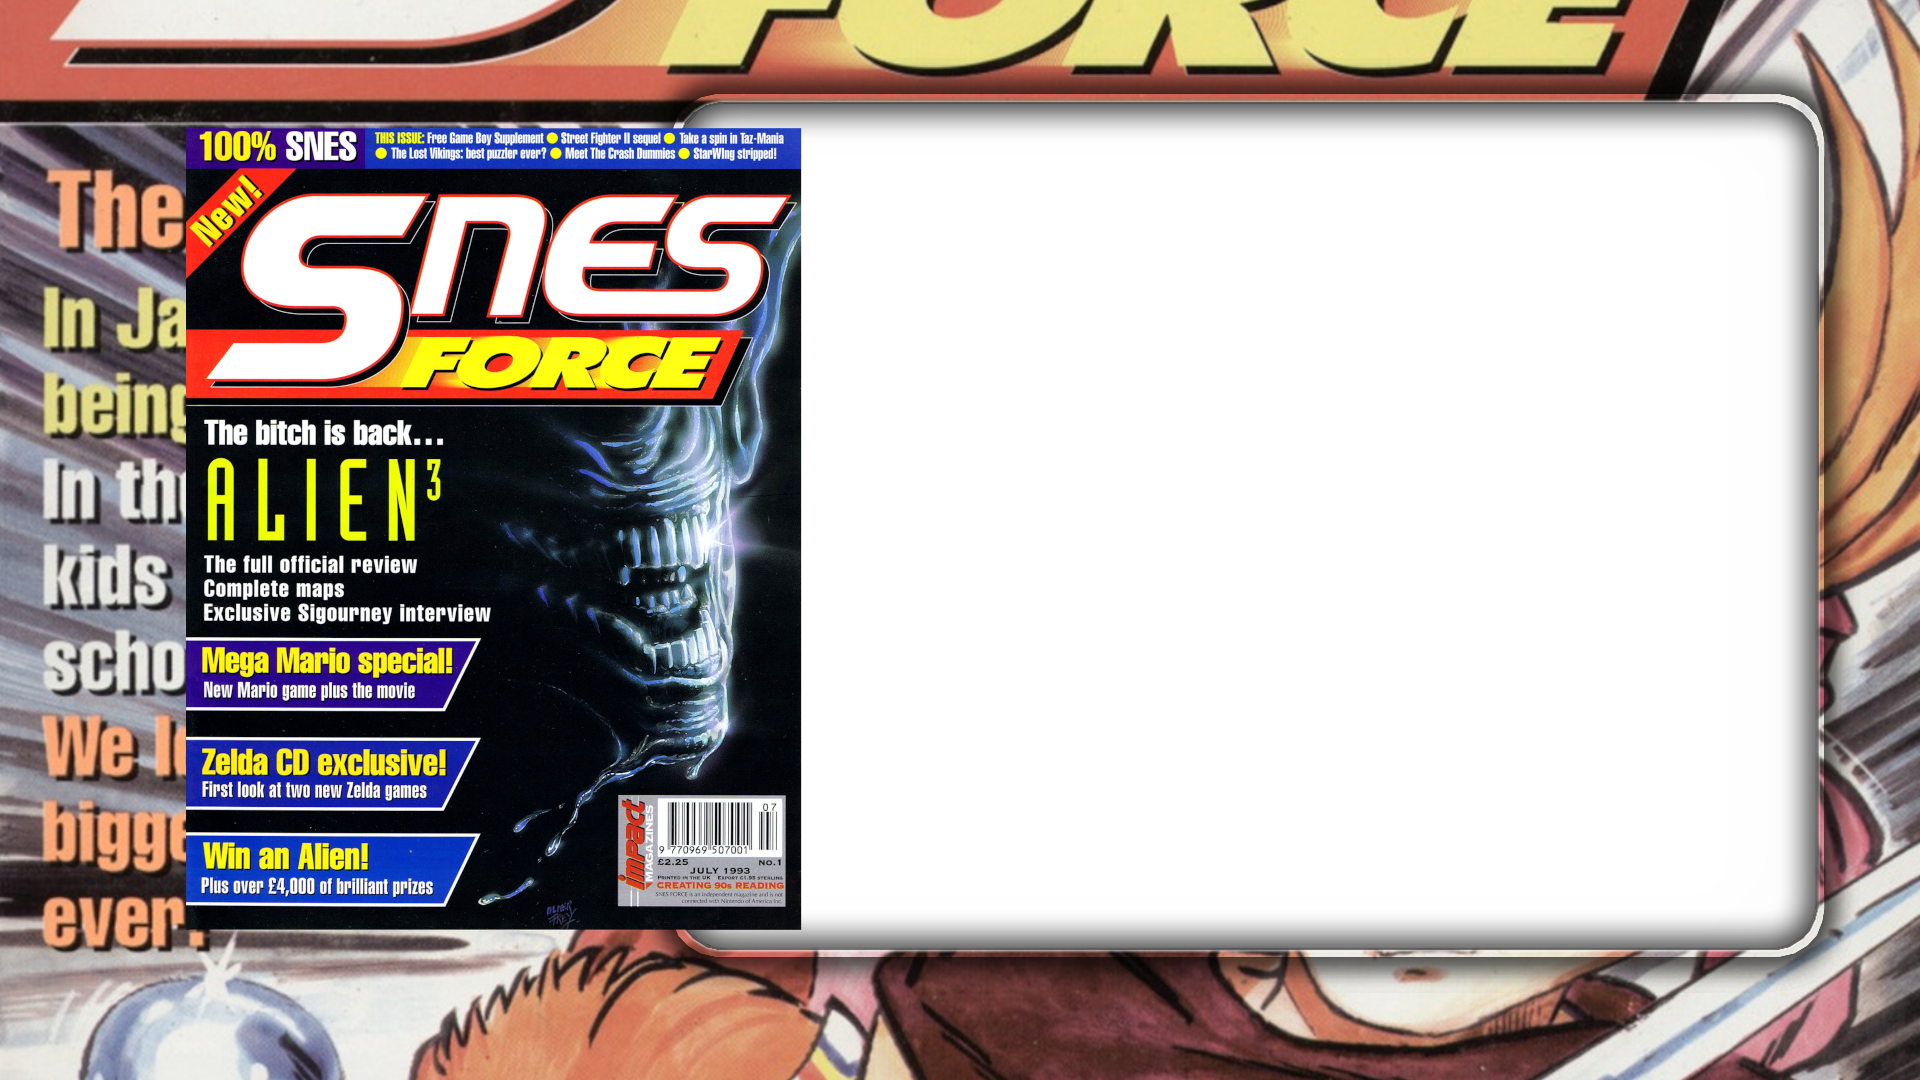 FORCE
The
In Ja
being
In th
kids
scho
We l
bigge
ever.
100% SNES
THIS ISSUE: Free Game Boy Supplement ● Street Fighter II sequel ● Take a spin in Taz-Mania
● The Lost Vikings: best puzzler ever? ● Meet The Crash Dummies ● StarWing stripped!
New!
SNES
FORCE
The bitch is back...
ALIEN³
The full official review
Complete maps
Exclusive Sigourney interview
Mega Mario special!
New Mario game plus the movie
Zelda CD exclusive!
First look at two new Zelda games
Win an Alien!
Plus over £4,000 of brilliant prizes
impact
MAGAZINES
07
9 770969 507001
£2.25 No.1
JULY 1993
PRINTED IN THE UK EXPORT £1.95 STERLING
CREATING 90s READING
SNES FORCE is an independent magazine and is not
connected with Nintendo of America Inc.
OLIVER
FREY